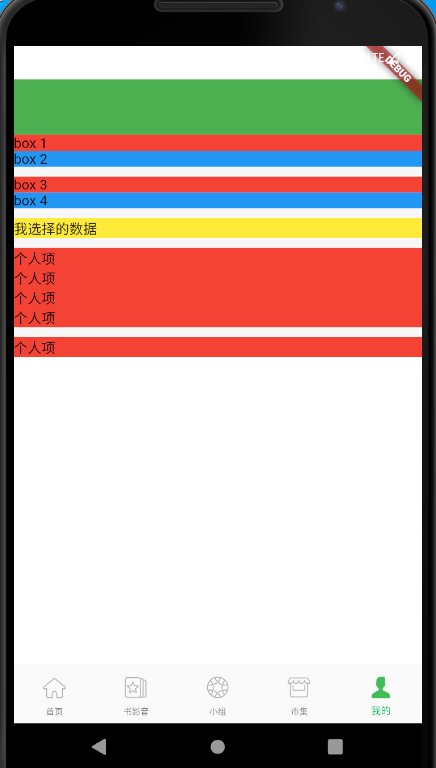 DEBUG
box 1
box 2
box 3
box 4
我选择的数据
个人项
个人项
个人项
个人项
个人项
首页
书影音
小组
市集
我的